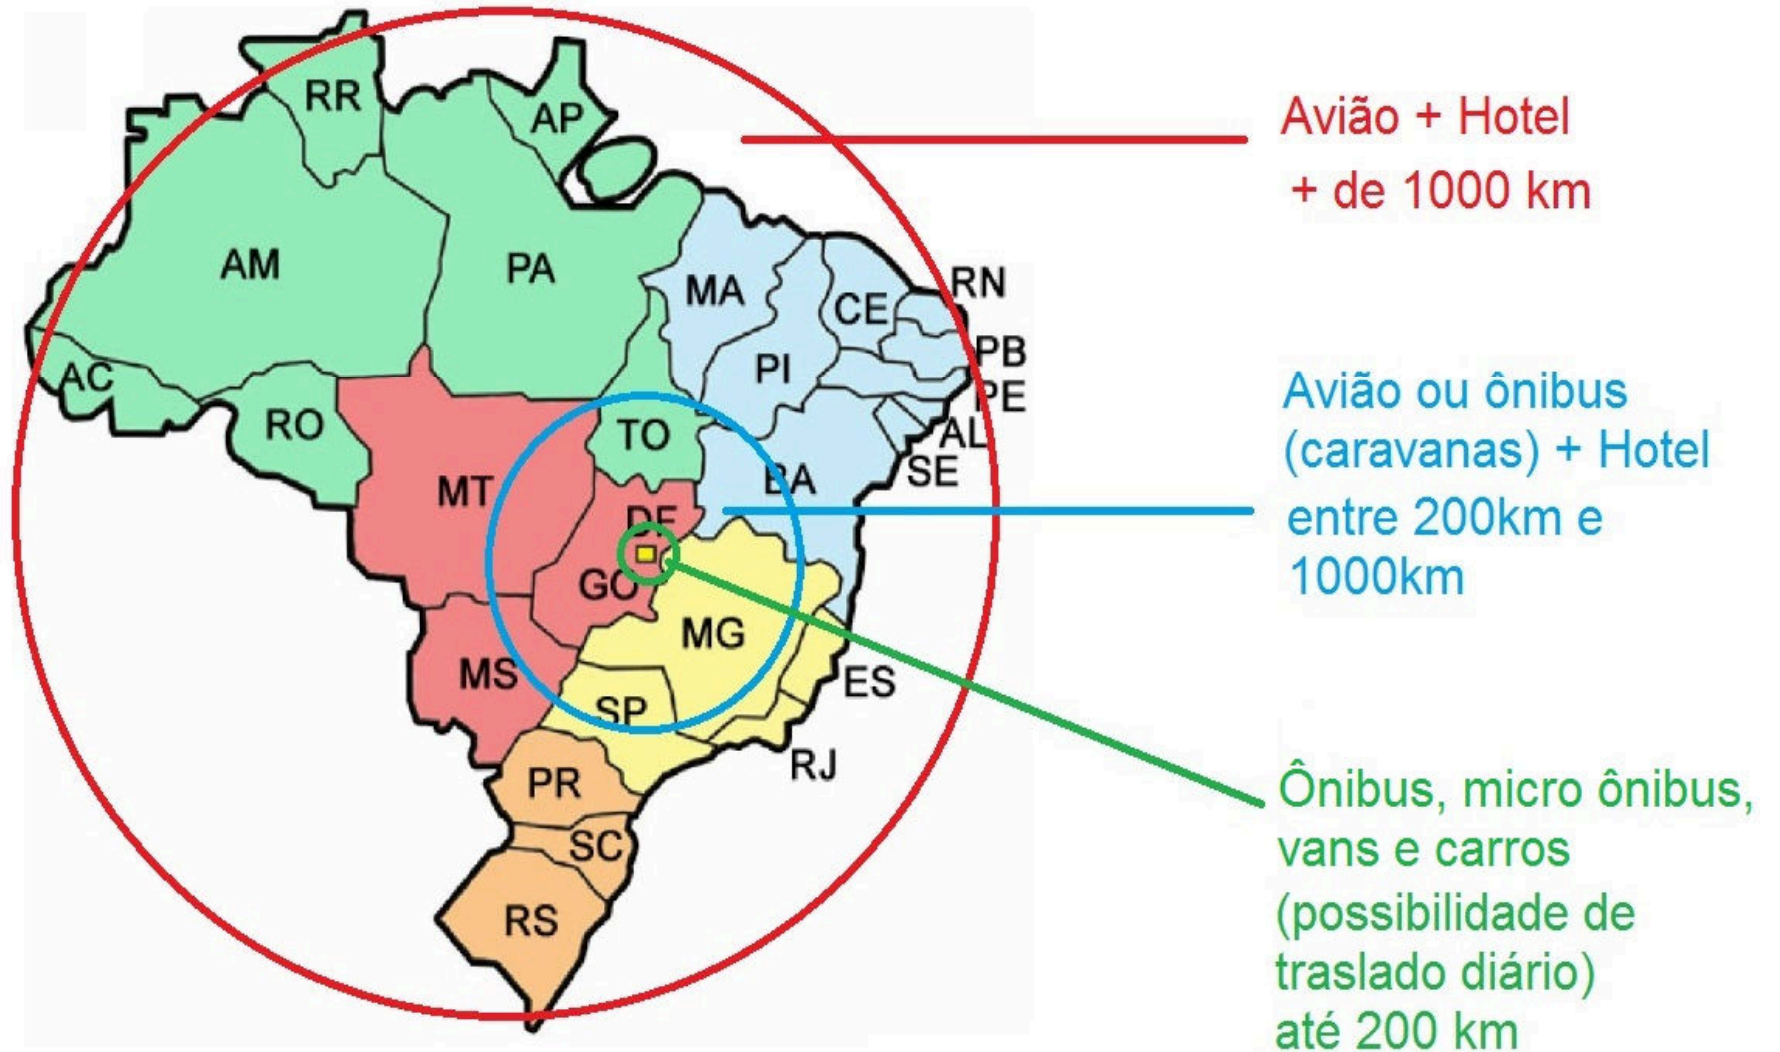 RR
AP
AM
PA
MA
CE
RN
PI
PB
PE
AC
RO
TO
AL
SE
BA
MT
DF
GO
MG
MS
ES
SP
RJ
PR
SC
RS
Avião + Hotel
+ de 1000 km
Avião ou ônibus
(caravanas) + Hotel
entre 200km e
1000km
Ônibus, micro ônibus,
vans e carros
(possibilidade de
traslado diário)
até 200 km